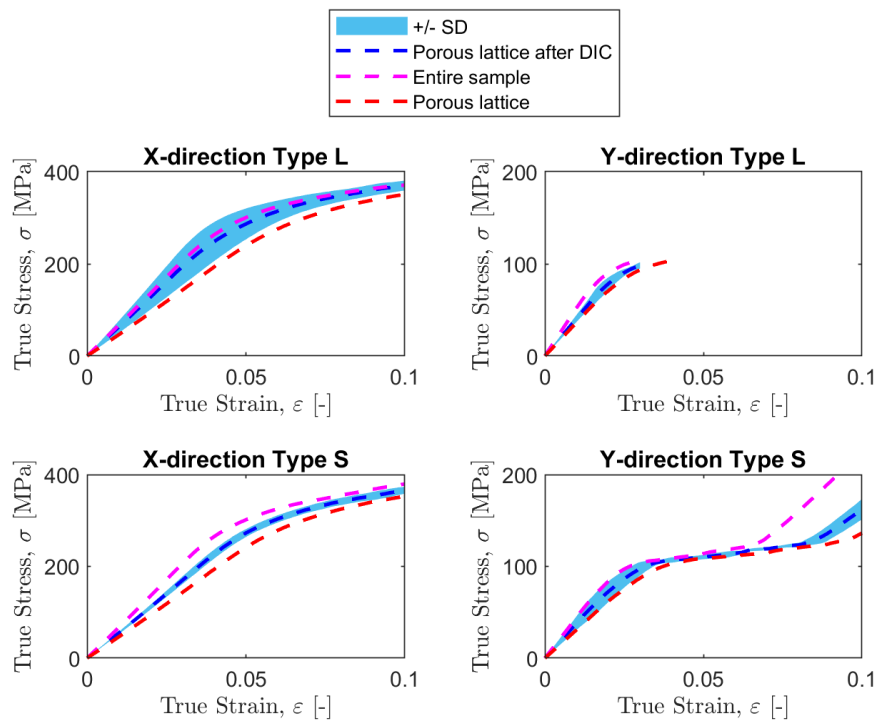 +/- SD
Porous lattice after DIC
Entire sample
Porous lattice
X-direction Type L
True Stress, σ [MPa]
400
200
0
0
0.05
0.1
True Strain, ε [-]
Y-direction Type L
True Stress, σ [MPa]
200
100
0
0
0.05
0.1
True Strain, ε [-]
X-direction Type S
True Stress, σ [MPa]
400
200
0
0
0.05
0.1
True Strain, ε [-]
Y-direction Type S
True Stress, σ [MPa]
200
100
0
0
0.05
0.1
True Strain, ε [-]